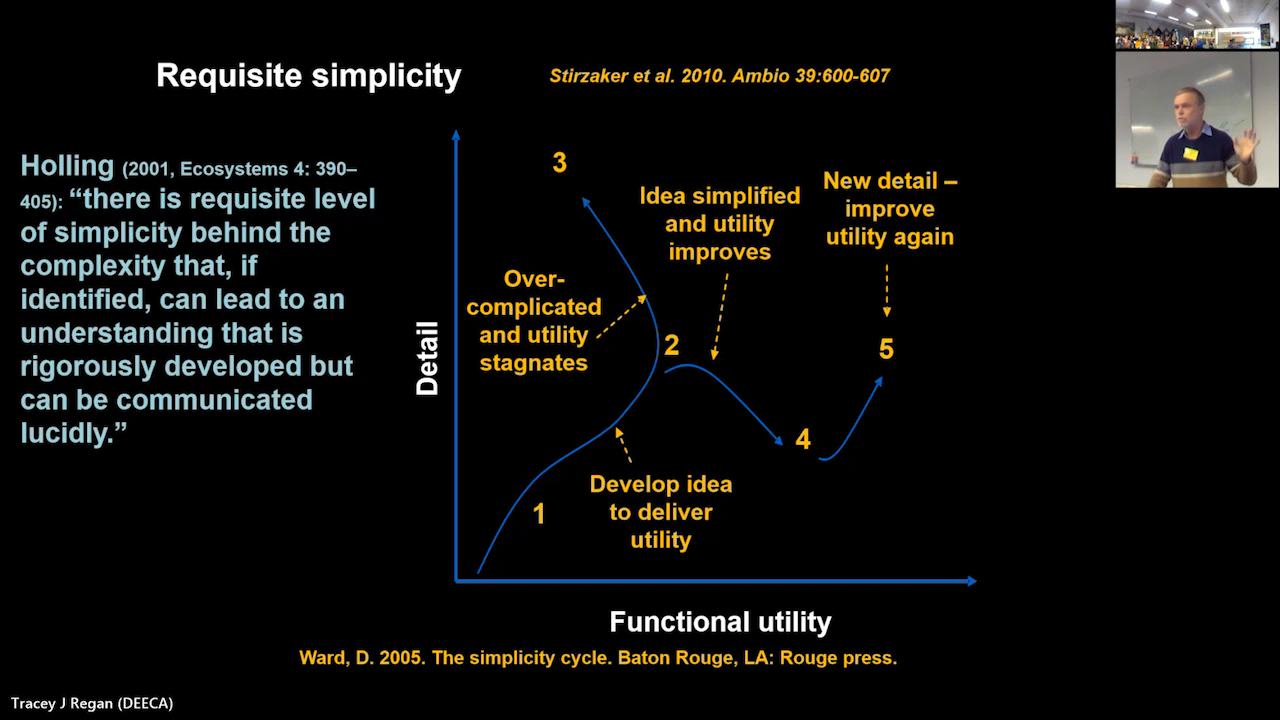 Requisite simplicity
Stirzaker et al. 2010. Ambio 39:600-607
Holling (2001, Ecosystems 4: 390–
405): “there is requisite level
of simplicity behind the
complexity that, if
identified, can lead to an
understanding that is
rigorously developed but
can be communicated
lucidly.”
Detail
3
Over-
complicated
and utility
stagnates
Idea simplified
and utility
improves
New detail –
improve
utility again
2
5
4
1
Develop idea
to deliver
utility
Functional utility
Ward, D. 2005. The simplicity cycle. Baton Rouge, LA: Rouge press.
Tracey J Regan (DEECA)